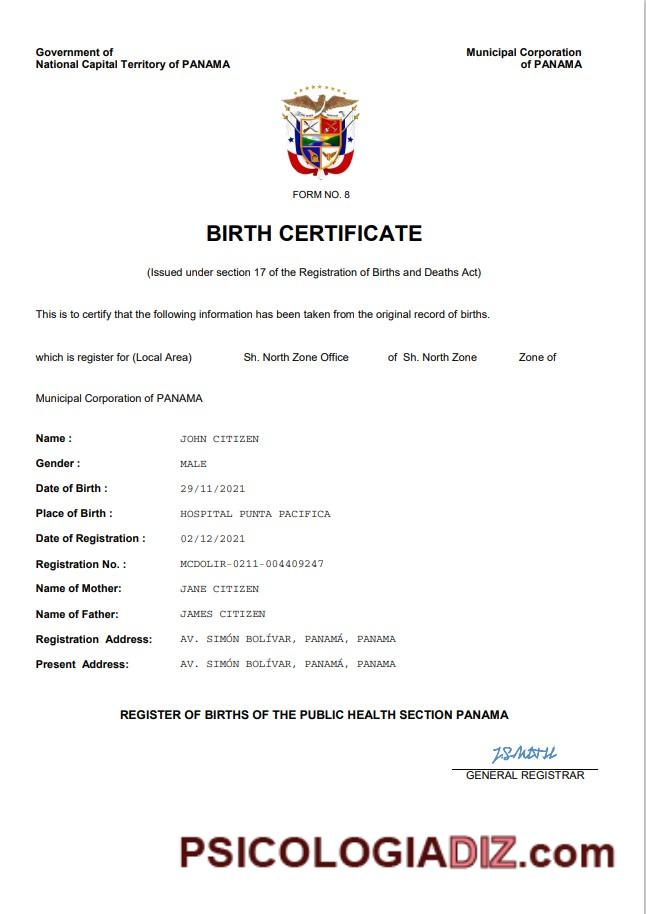 Government of
National Capital Territory of PANAMA
Municipal Corporation
of PANAMA
FORM NO. 8
BIRTH CERTIFICATE
(Issued under section 17 of the Registration of Births and Deaths Act)
This is to certify that the following information has been taken from the original record of births.
which is register for (Local Area) Sh. North Zone Office of Sh. North Zone Zone of
Municipal Corporation of PANAMA
Name : JOHN CITIZEN
Gender : MALE
Date of Birth : 29/11/2021
Place of Birth : HOSPITAL PUNTA PACIFICA
Date of Registration : 02/12/2021
Registration No. : MCDOLIR-0211-004409247
Name of Mother: JANE CITIZEN
Name of Father: JAMES CITIZEN
Registration Address: AV. SIMÓN BOLÍVAR, PANAMÁ, PANAMA
Present Address: AV. SIMÓN BOLÍVAR, PANAMÁ, PANAMA
REGISTER OF BIRTHS OF THE PUBLIC HEALTH SECTION PANAMA
GENERAL REGISTRAR
PSICOLOGIADIZ.com